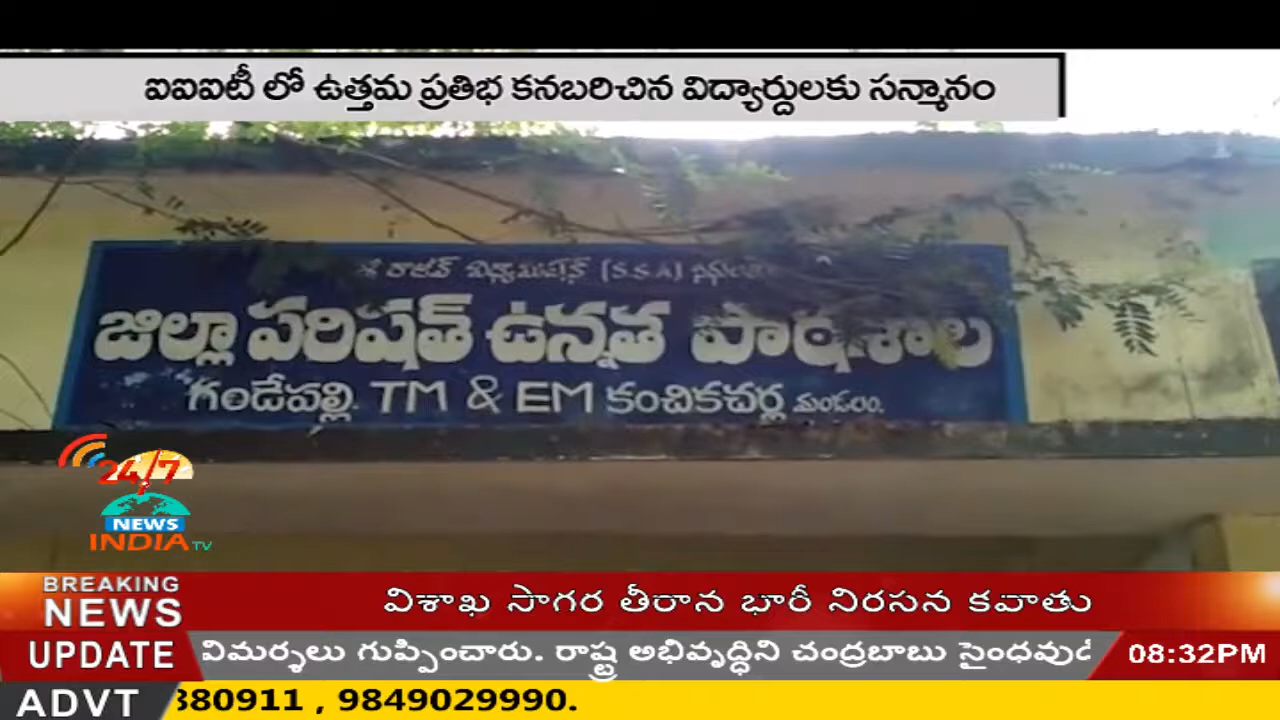 ఐఐఐటీ లో ఉత్తమ ప్రతిభ కనబరిచిన విద్యార్దులకు సన్మానం
(S.S.A)
జిల్లా పరిషత్ ఉన్నత పాఠశాల
గండేపల్లి. TM & EM కంచికచర్ల మండలం.
24/7
NEWS
INDIA TV
BREAKING
NEWS
విశాఖ సాగర తీరాన భారీ నిరసన కవాతు
UPDATE
విమర్శలు గుప్పించారు. రాష్ట్ర అభివృద్ధిని చంద్రబాబు సైంధవుడి
08:32PM
ADVT
380911 , 9849029990.